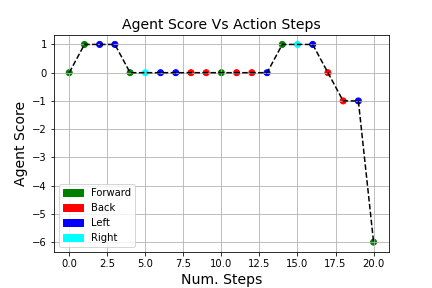 Agent Score Vs Action Steps
Agent Score
1
0
−1
−2
−3
−4
−5
−6
Forward
Back
Left
Right
0.0 2.5 5.0 7.5 10.0 12.5 15.0 17.5 20.0
Num. Steps